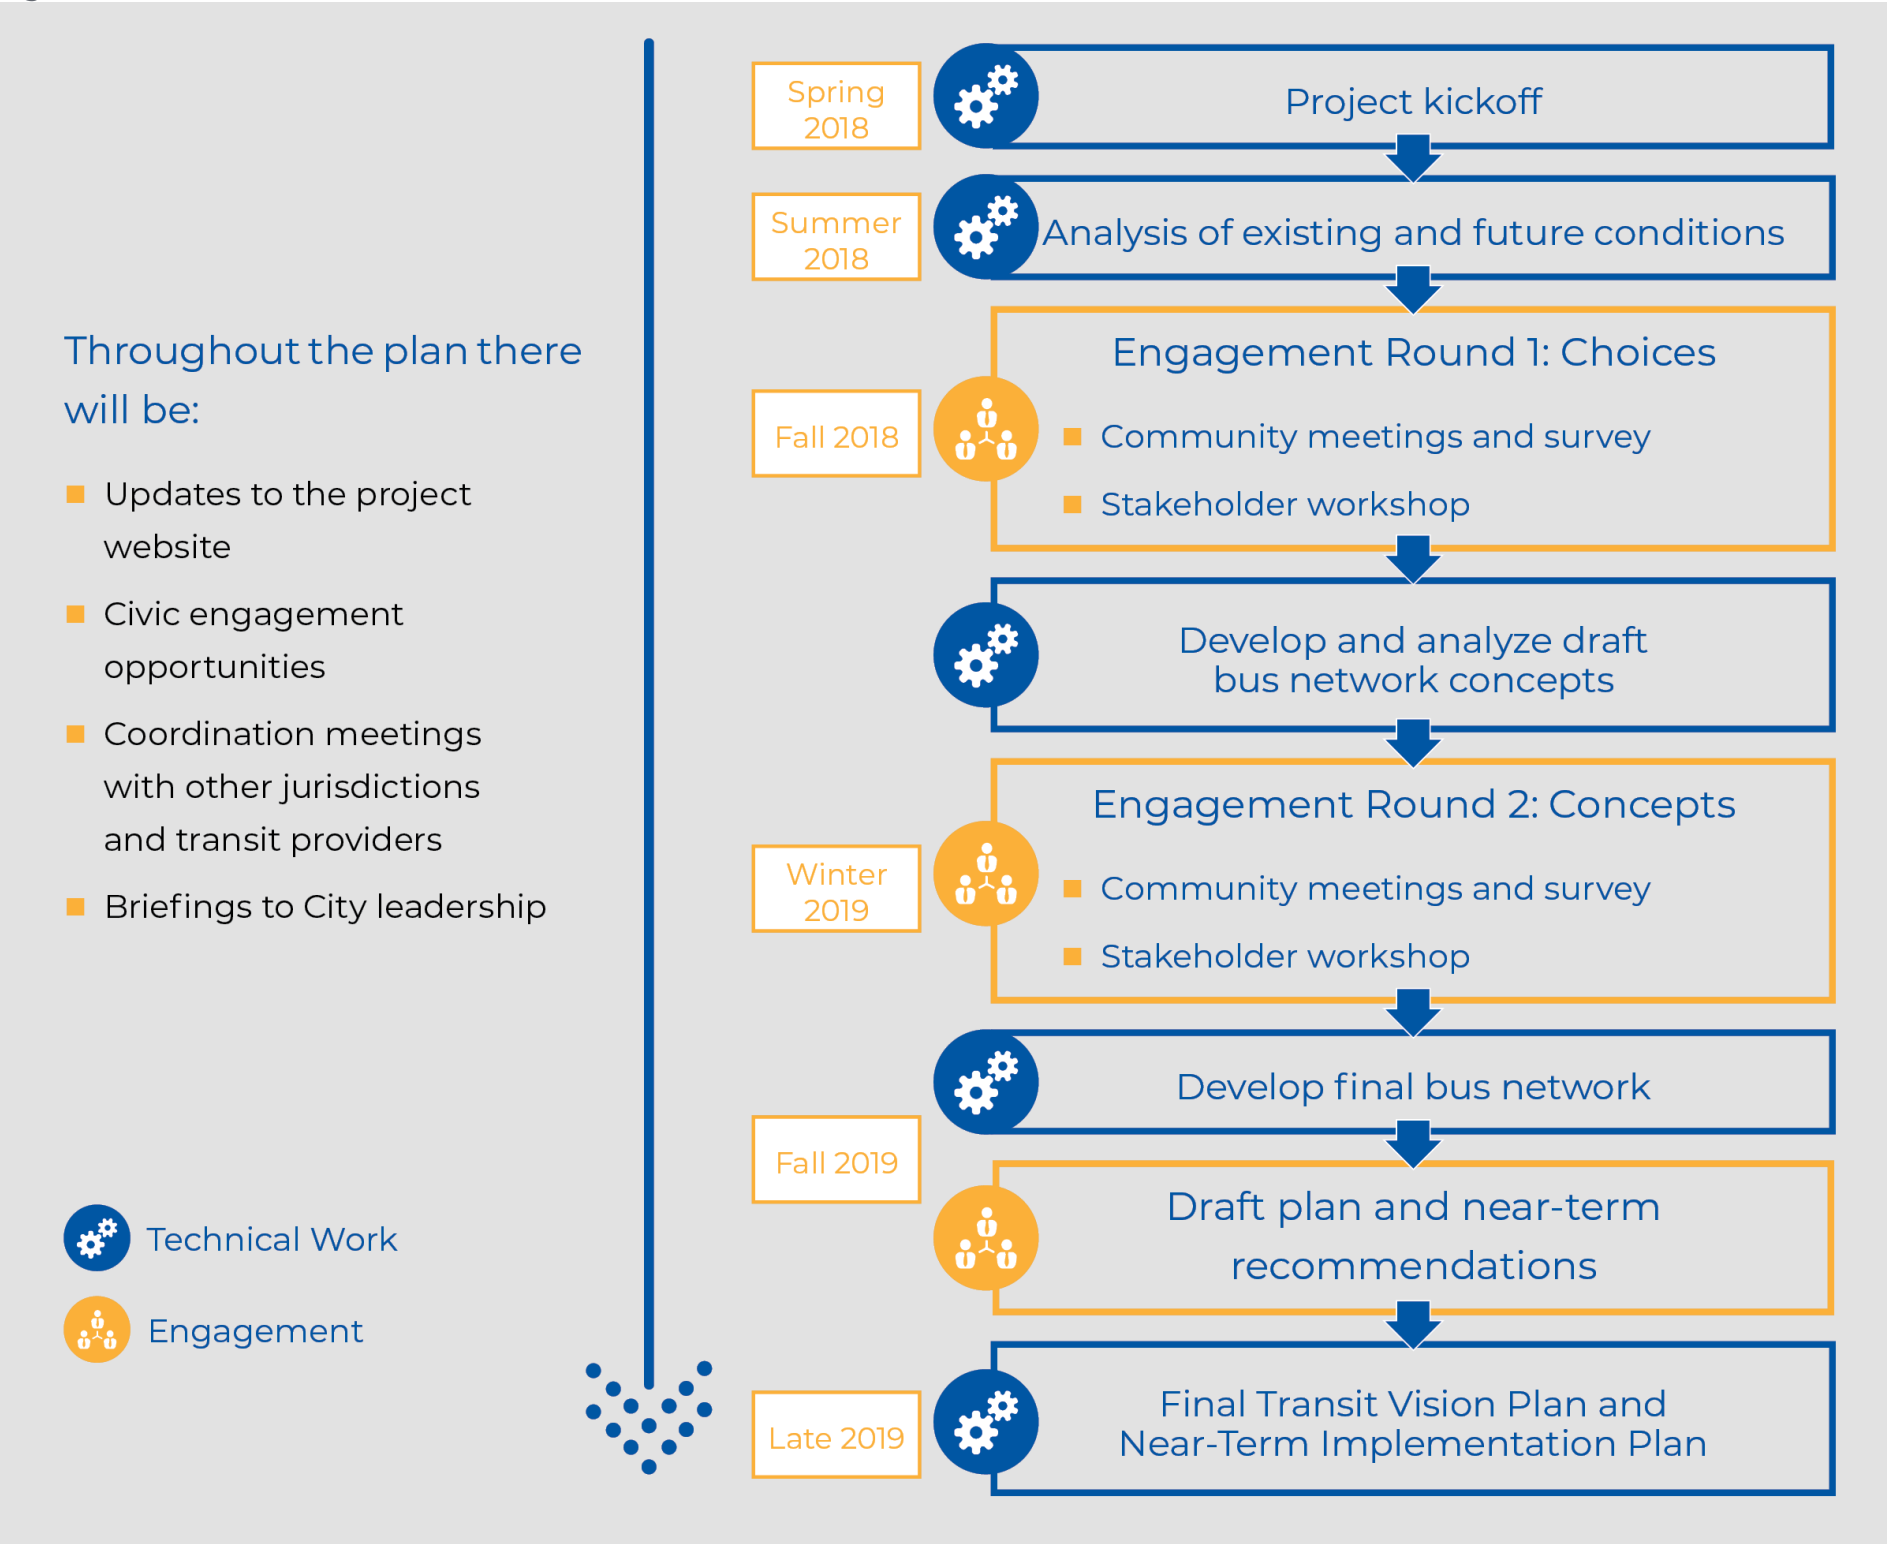 Throughout the plan there
will be:
Updates to the project
website
Civic engagement
opportunities
Coordination meetings
with other jurisdictions
and transit providers
Briefings to City leadership
Technical Work
Engagement
Spring
2018
Project kickoff
Summer
2018
Analysis of existing and future conditions
Fall 2018
Engagement Round 1: Choices
Community meetings and survey
Stakeholder workshop
Develop and analyze draft
bus network concepts
Winter
2019
Engagement Round 2: Concepts
Community meetings and survey
Stakeholder workshop
Develop final bus network
Fall 2019
Draft plan and near-term
recommendations
Late 2019
Final Transit Vision Plan and
Near-Term Implementation Plan